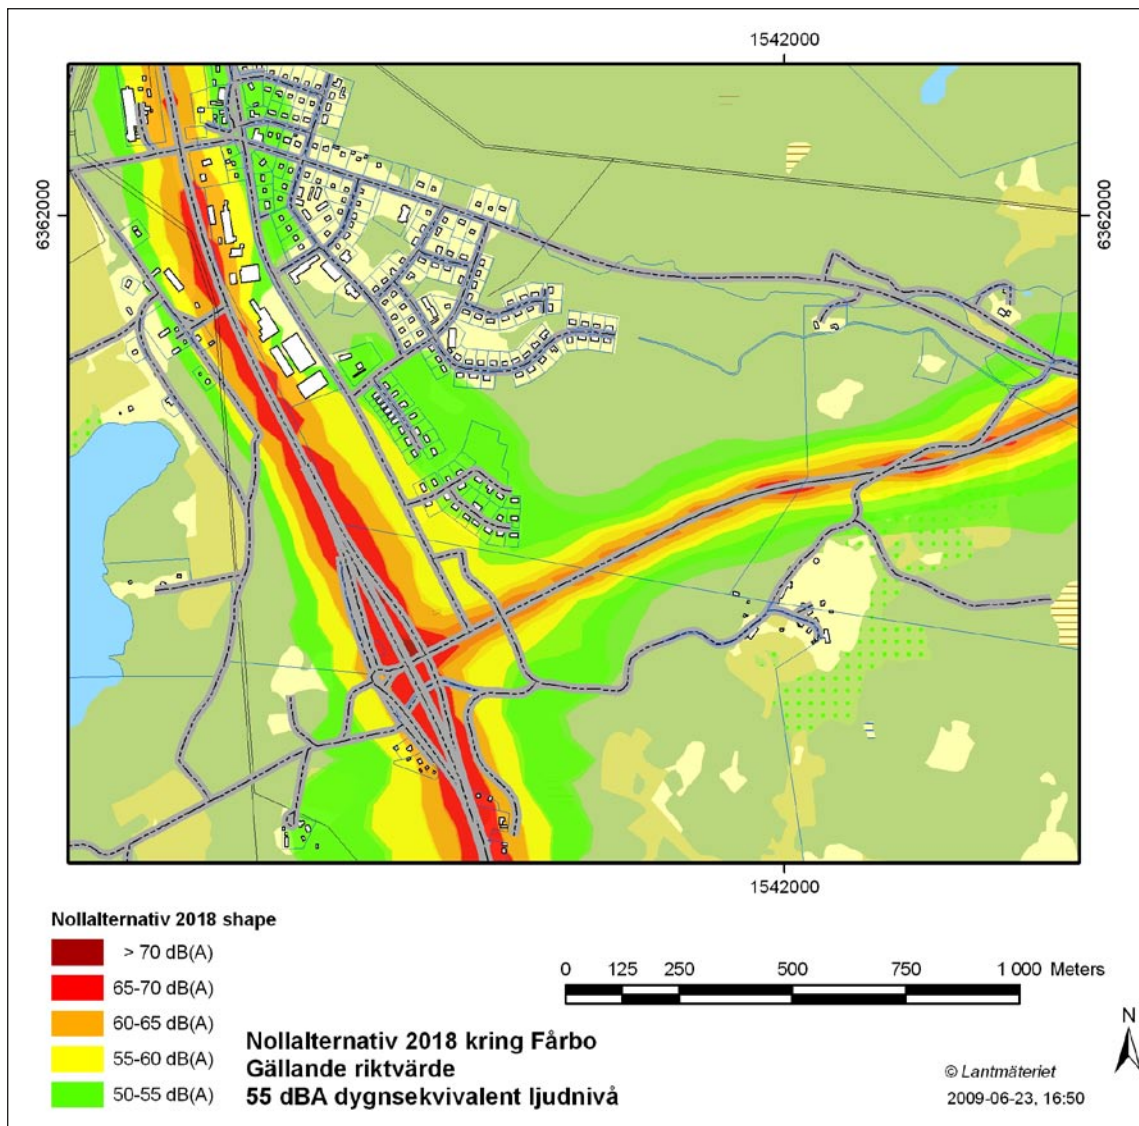 1542000
6362000
6362000
1542000
Nollalternativ 2018 shape
> 70 dB(A)
65-70 dB(A)
60-65 dB(A)
55-60 dB(A)
50-55 dB(A)
0 125 250 500 750 1 000 Meters
Nollalternativ 2018 kring Fårbo
Gällande riktvärde
55 dBA dygnsekvivalent ljudnivå
N
© Lantmäteriet
2009-06-23, 16:50